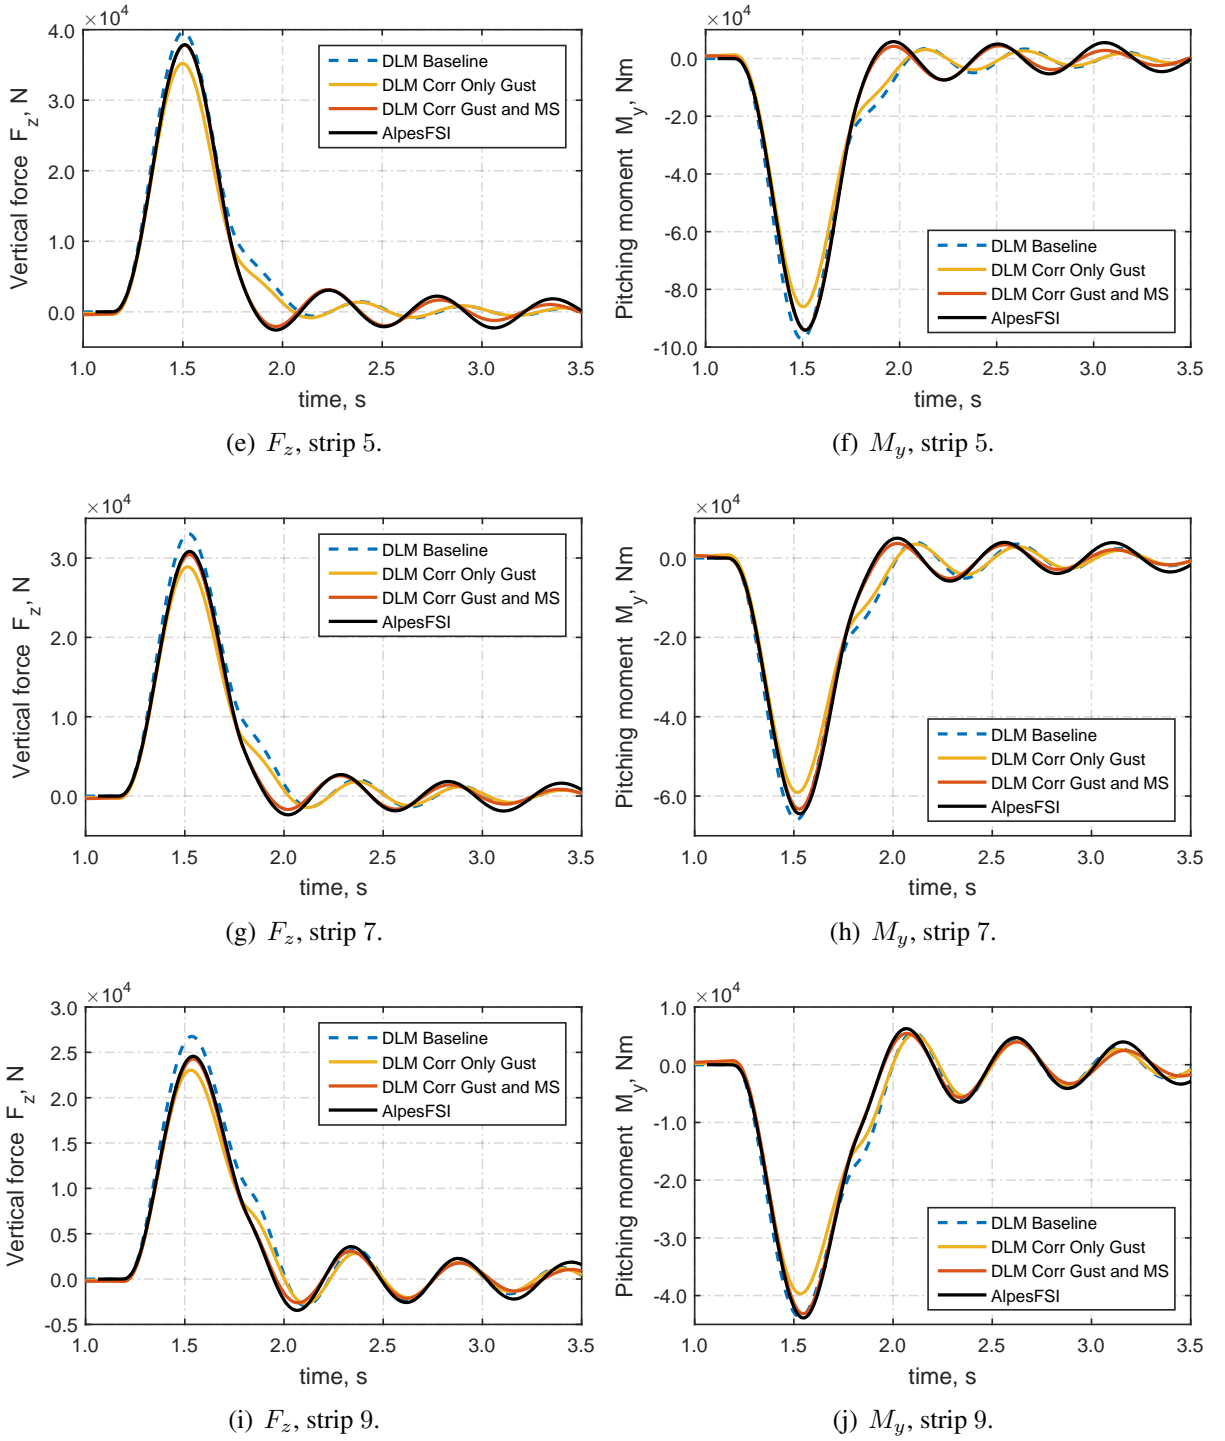 ×10⁴
4.0
3.0
2.0
1.0
0.0
Vertical force F_z, N
DLM Baseline
DLM Corr Only Gust
DLM Corr Gust and MS
AlpesFSI
1.0 1.5 2.0 2.5 3.0 3.5
time, s
(e) F_z, strip 5.
×10⁴
0.0
-2.0
-4.0
-6.0
-8.0
-10.0
Pitching moment M_y, Nm
DLM Baseline
DLM Corr Only Gust
DLM Corr Gust and MS
AlpesFSI
1.0 1.5 2.0 2.5 3.0 3.5
time, s
(f) M_y, strip 5.
×10⁴
3.0
2.0
1.0
0.0
Vertical force F_z, N
DLM Baseline
DLM Corr Only Gust
DLM Corr Gust and MS
AlpesFSI
1.0 1.5 2.0 2.5 3.0 3.5
time, s
(g) F_z, strip 7.
×10⁴
0.0
-2.0
-4.0
-6.0
Pitching moment M_y, Nm
DLM Baseline
DLM Corr Only Gust
DLM Corr Gust and MS
AlpesFSI
1.0 1.5 2.0 2.5 3.0 3.5
time, s
(h) M_y, strip 7.
×10⁴
3.0
2.5
2.0
1.5
1.0
0.5
0.0
-0.5
Vertical force F_z, N
DLM Baseline
DLM Corr Only Gust
DLM Corr Gust and MS
AlpesFSI
1.0 1.5 2.0 2.5 3.0 3.5
time, s
(i) F_z, strip 9.
×10⁴
1.0
0.0
-1.0
-2.0
-3.0
-4.0
Pitching moment M_y, Nm
DLM Baseline
DLM Corr Only Gust
DLM Corr Gust and MS
AlpesFSI
1.0 1.5 2.0 2.5 3.0 3.5
time, s
(j) M_y, strip 9.